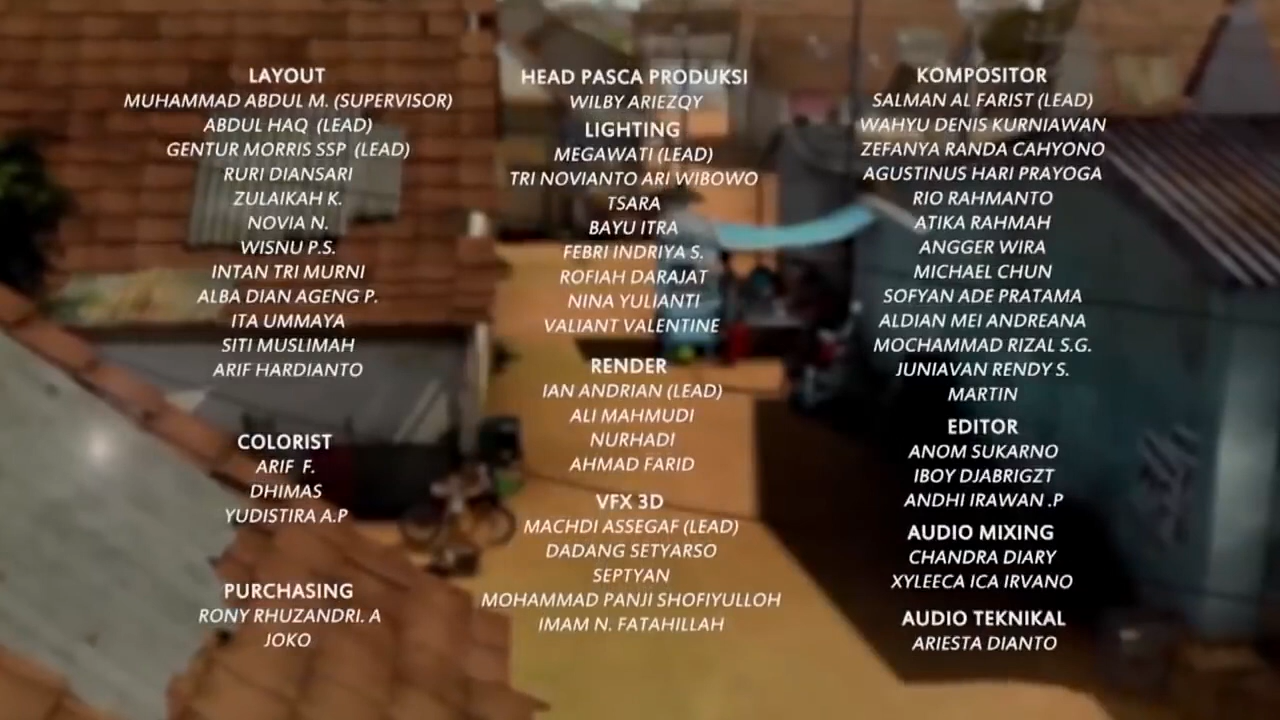 LAYOUT
MUHAMMAD ABDUL M. (SUPERVISOR)
ABDUL HAQ (LEAD)
GENTUR MORRIS SSP (LEAD)
RURI DIANSARI
ZULAIKAH K.
NOVIA N.
WISNU P.S.
INTAN TRI MURNI
ALBA DIAN AGENG P.
ITA UMMAYA
SITI MUSLIMAH
ARIF HARDIANTO
COLORIST
ARIF F.
DHIMAS
YUDISTIRA A.P
PURCHASING
RONY RHUZANDRI. A
JOKO
HEAD PASCA PRODUKSI
WILBY ARIEZQY
LIGHTING
MEGAWATI (LEAD)
TRI NOVIANTO ARI WIBOWO
TSARA
BAYU ITRA
FEBRI INDRIYA S.
ROFIAH DARAJAT
NINA YULIANTI
VALIANT VALENTINE
RENDER
IAN ANDRIAN (LEAD)
ALI MAHMUDI
NURHADI
AHMAD FARID
VFX 3D
MACHDI ASSEGAF (LEAD)
DADANG SETYARSO
SEPTYAN
MOHAMMAD PANJI SHOFIYULLOH
IMAM N. FATAHILLAH
KOMPOSITOR
SALMAN AL FARIST (LEAD)
WAHYU DENIS KURNIAWAN
ZEFANYA RANDA CAHYONO
AGUSTINUS HARI PRAYOGA
RIO RAHMANTO
ATIKA RAHMAH
ANGGER WIRA
MICHAEL CHUN
SOFYAN ADE PRATAMA
ALDIAN MEI ANDREANA
MOCHAMMAD RIZAL S.G.
JUNIAVAN RENDY S.
MARTIN
EDITOR
ANOM SUKARNO
IBOY DJABRIGZT
ANDHI IRAWAN .P
AUDIO MIXING
CHANDRA DIARY
XYLEECA ICA IRVANO
AUDIO TEKNIKAL
ARIESTA DIANTO